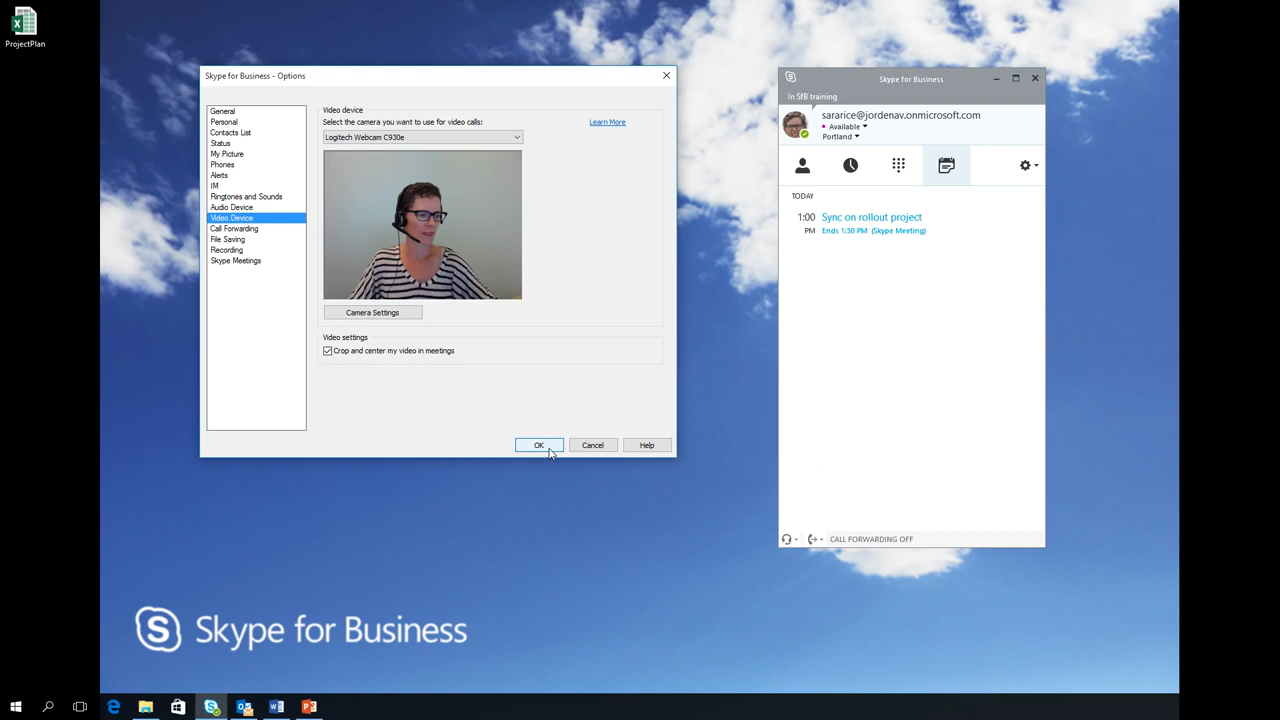 ProjectPlan
Skype for Business - Options
General
Personal
Contacts List
Status
My Picture
Phones
Alerts
IM
Ringtones and Sounds
Audio Device
Video Device
Call Forwarding
File Saving
Recording
Skype Meetings
Video device
Select the camera you want to use for video calls:
Learn More
Logitech Webcam C930e
Camera Settings
Video settings
Crop and center my video in meetings
OK
Cancel
Help
Skype for Business
In SfB training
sararice@jordenav.onmicrosoft.com
Available
Portland
TODAY
1:00 Sync on rollout project
PM Ends 1:30 PM (Skype Meeting)
CALL FORWARDING OFF
Skype for Business